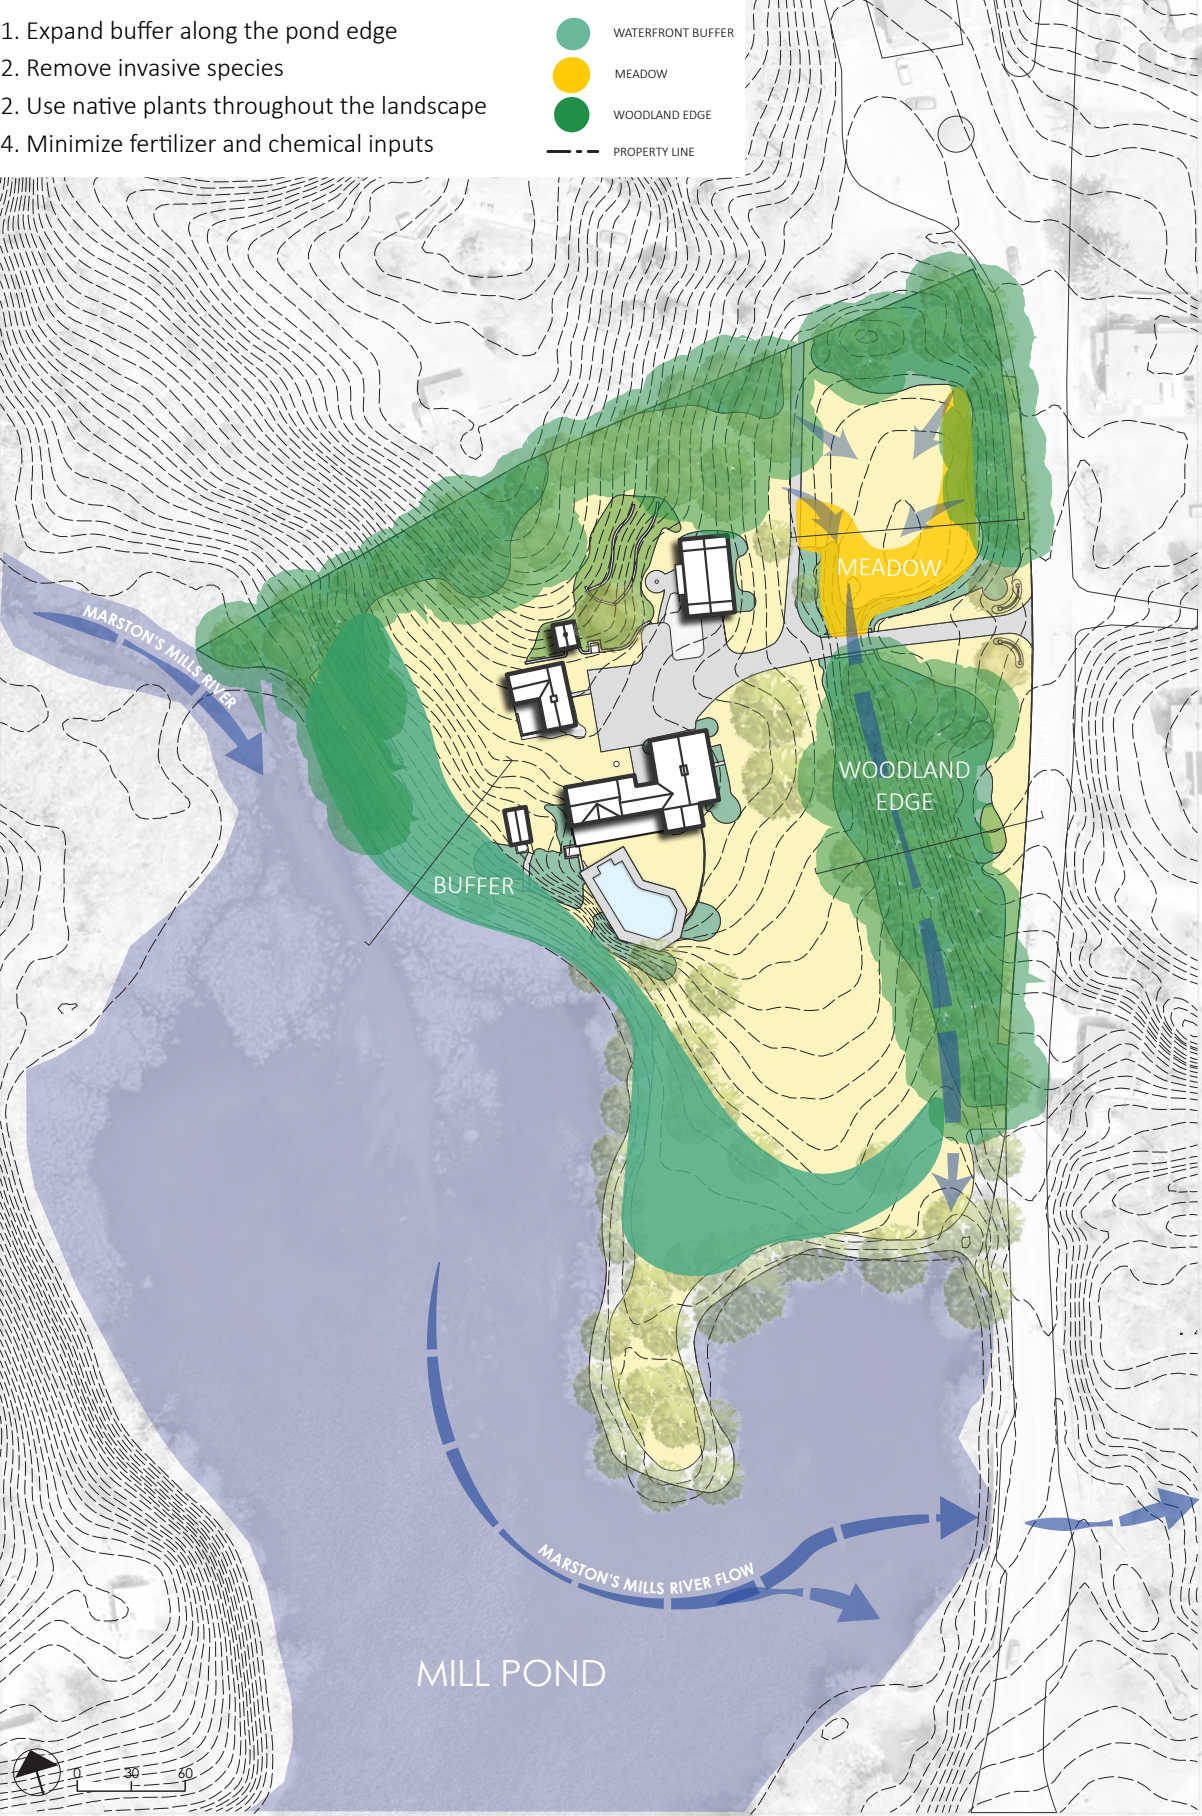 1. Expand buffer along the pond edge
2. Remove invasive species
2. Use native plants throughout the landscape
4. Minimize fertilizer and chemical inputs
WATERFRONT BUFFER
MEADOW
WOODLAND EDGE
PROPERTY LINE
MEADOW
MARSTON'S MILLS RIVER
WOODLAND
EDGE
BUFFER
MARSTON'S MILLS RIVER FLOW
MILL POND
0 30 60